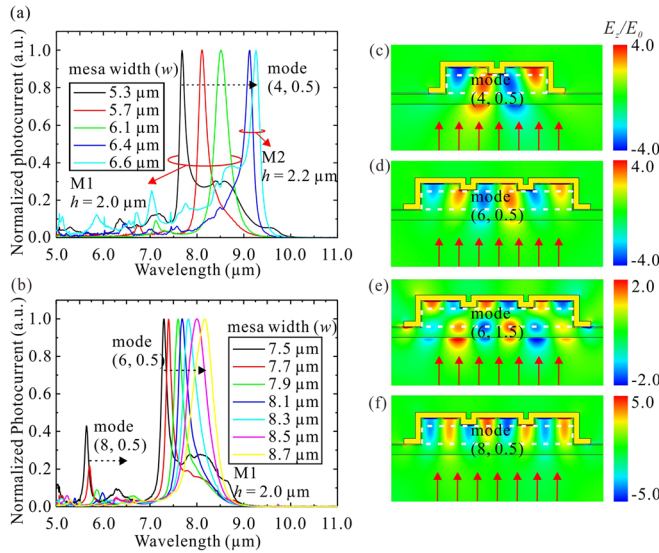 (a)
Normalized photocurrent (a.u.)
1.0
0.8
0.6
0.4
0.2
0.0
mesa width (w)
5.3 µm
5.7 µm
6.1 µm
6.4 µm
6.6 µm
mode
(4, 0.5)
M1
h = 2.0 µm
M2
h = 2.2 µm
5.0 6.0 7.0 8.0 9.0 10.0 11.0
Wavelength (µm)
(b)
Normalized Photocurrent (a.u.)
1.0
0.8
0.6
0.4
0.2
0.0
mode
(6, 0.5)
mode
(8, 0.5)
mesa width (w)
7.5 µm
7.7 µm
7.9 µm
8.1 µm
8.3 µm
8.5 µm
8.7 µm
M1
h = 2.0 µm
5.0 6.0 7.0 8.0 9.0 10.0 11.0
Wavelength (µm)
Ez/E0
(c)
mode
(4, 0.5)
4.0
-4.0
(d)
mode
(6, 0.5)
4.0
-4.0
(e)
mode
(6, 1.5)
2.0
-2.0
(f)
mode
(8, 0.5)
5.0
-5.0